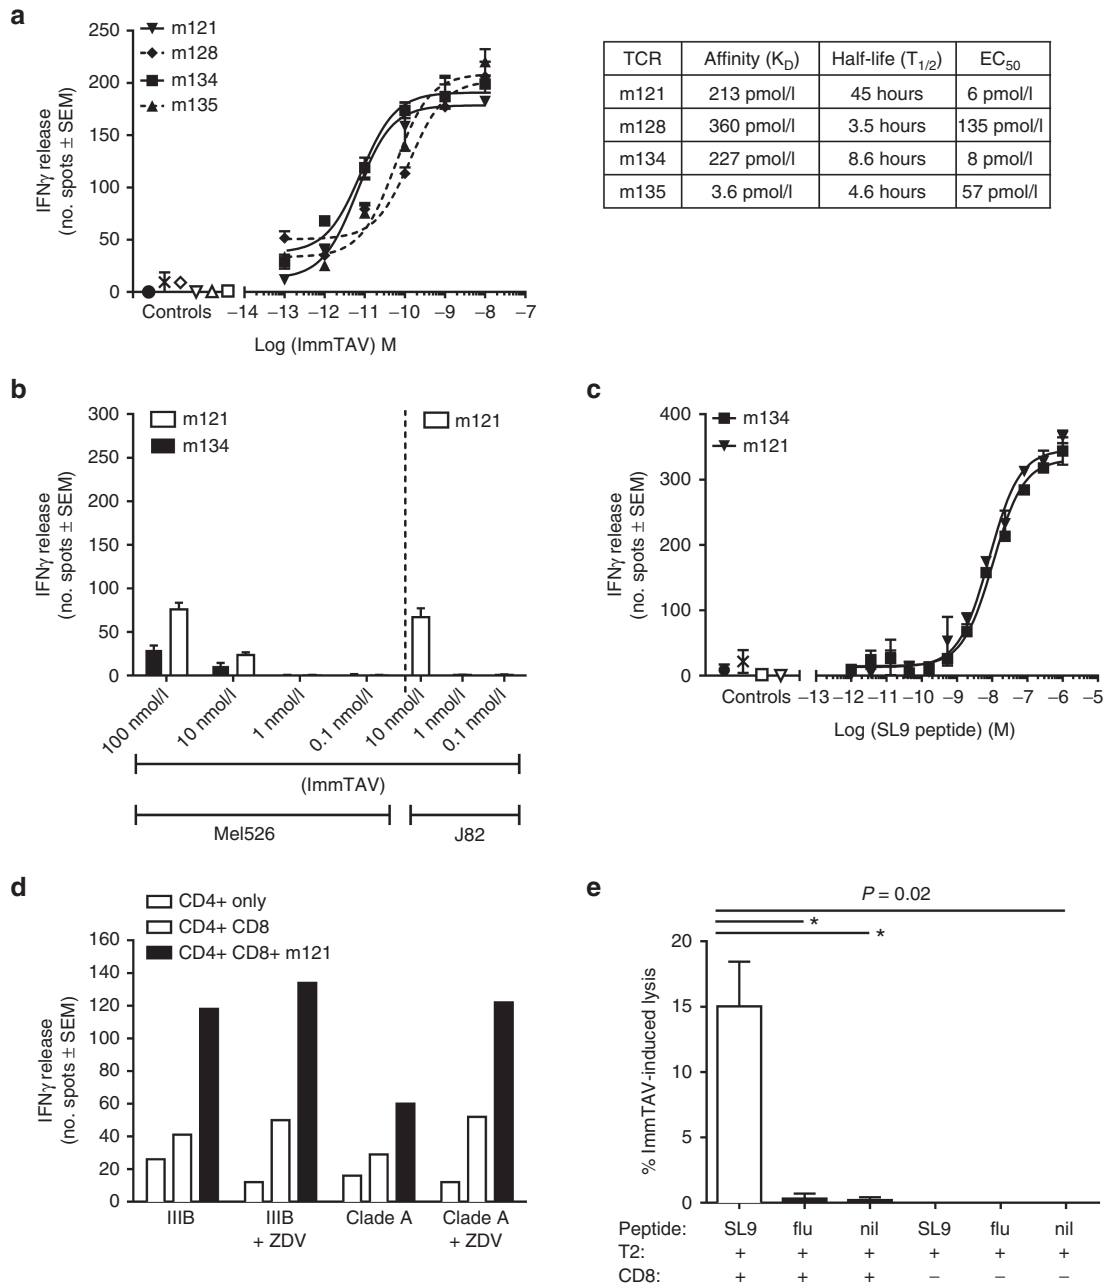 a
m121
m128
m134
m135
IFNγ release
(no. spots ± SEM)
250
200
150
100
50
0
Controls
−14 −13 −12 −11 −10 −9 −8 −7
Log (ImmTAV) M
TCR Affinity (KD) Half-life (T1/2) EC50
m121 213 pmol/l 45 hours 6 pmol/l
m128 360 pmol/l 3.5 hours 135 pmol/l
m134 227 pmol/l 8.6 hours 8 pmol/l
m135 3.6 pmol/l 4.6 hours 57 pmol/l
b
m121
m134
m121
IFNγ release
(no. spots ± SEM)
300
250
200
150
100
50
0
100 nmol/l 10 nmol/l 1 nmol/l 0.1 nmol/l 10 nmol/l 1 nmol/l 0.1 nmol/l
(ImmTAV)
Mel526 J82
c
m134
m121
IFNγ release
(no. spots ± SEM)
400
300
200
100
0
Controls
−13 −12 −11 −10 −9 −8 −7 −6 −5
Log (SL9 peptide) (M)
d
CD4+ only
CD4+ CD8
CD4+ CD8+ m121
IFNγ release
(no. spots ± SEM)
160
140
120
100
80
60
40
20
0
IIIB IIIB + ZDV Clade A Clade A + ZDV
e
P = 0.02
*
*
% ImmTAV-induced lysis
20
15
10
5
0
Peptide: SL9 flu nil SL9 flu nil
T2: + + + + + +
CD8: + + + − − −